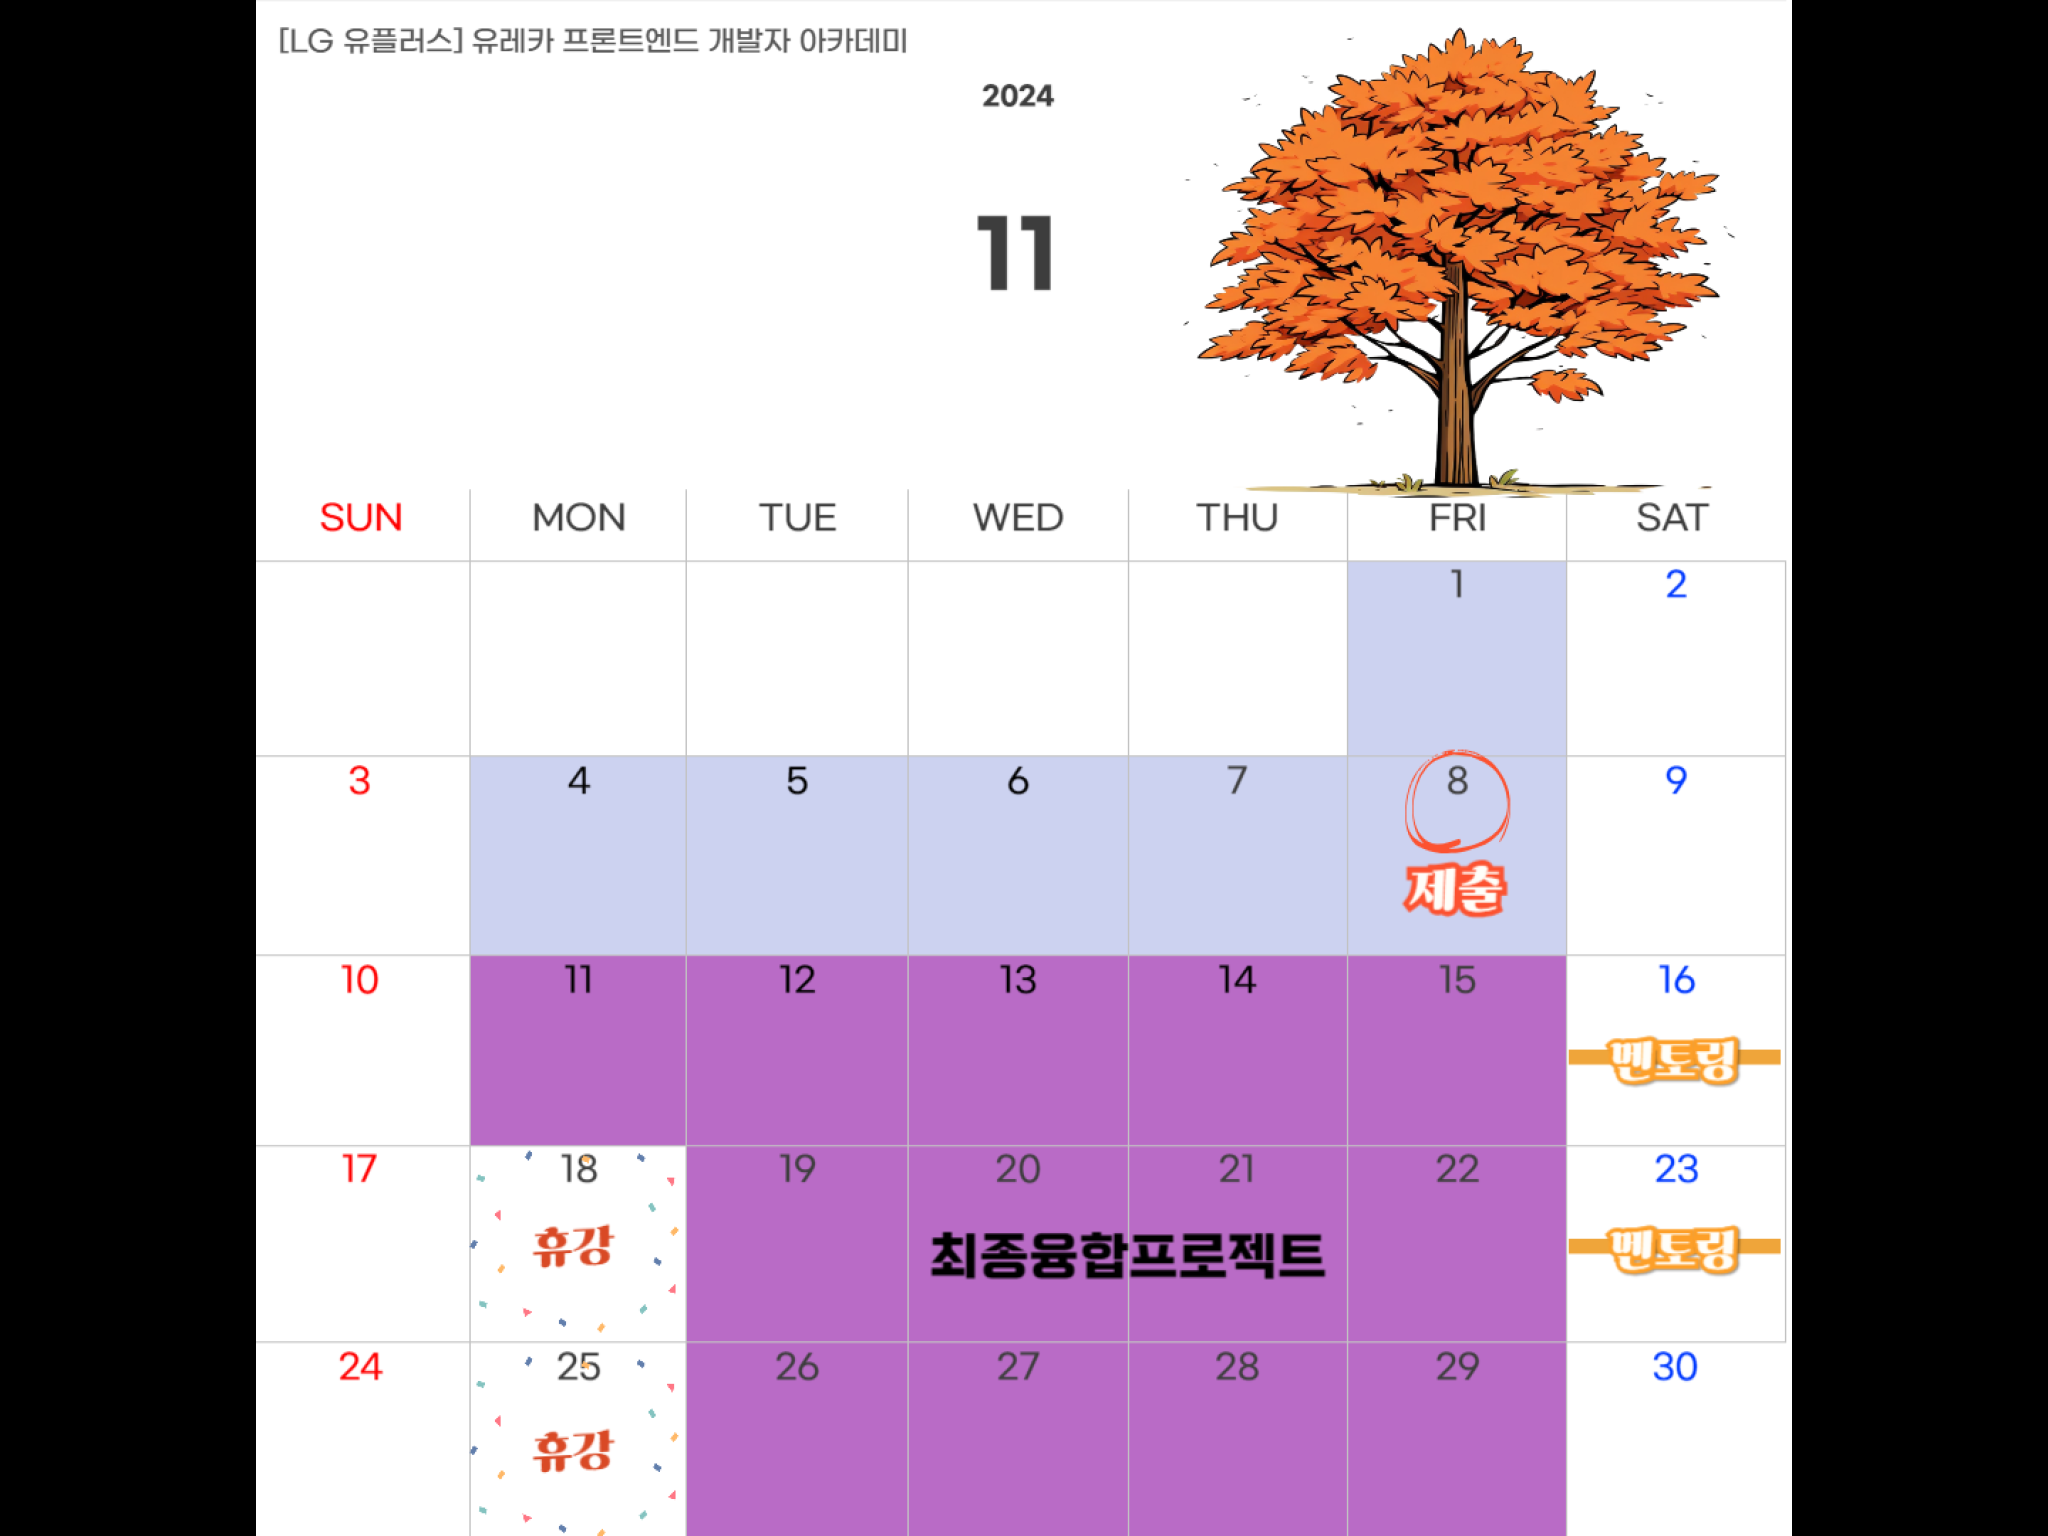 [LG 유플러스] 유레카 프론트엔드 개발자 아카데미
2024
11
SUN MON TUE WED THU FRI SAT
1 2
3 4 5 6 7 8 9
제출
10 11 12 13 14 15 16
멘토링
17 18 19 20 21 22 23
휴강 최종융합프로젝트 멘토링
24 25 26 27 28 29 30
휴강